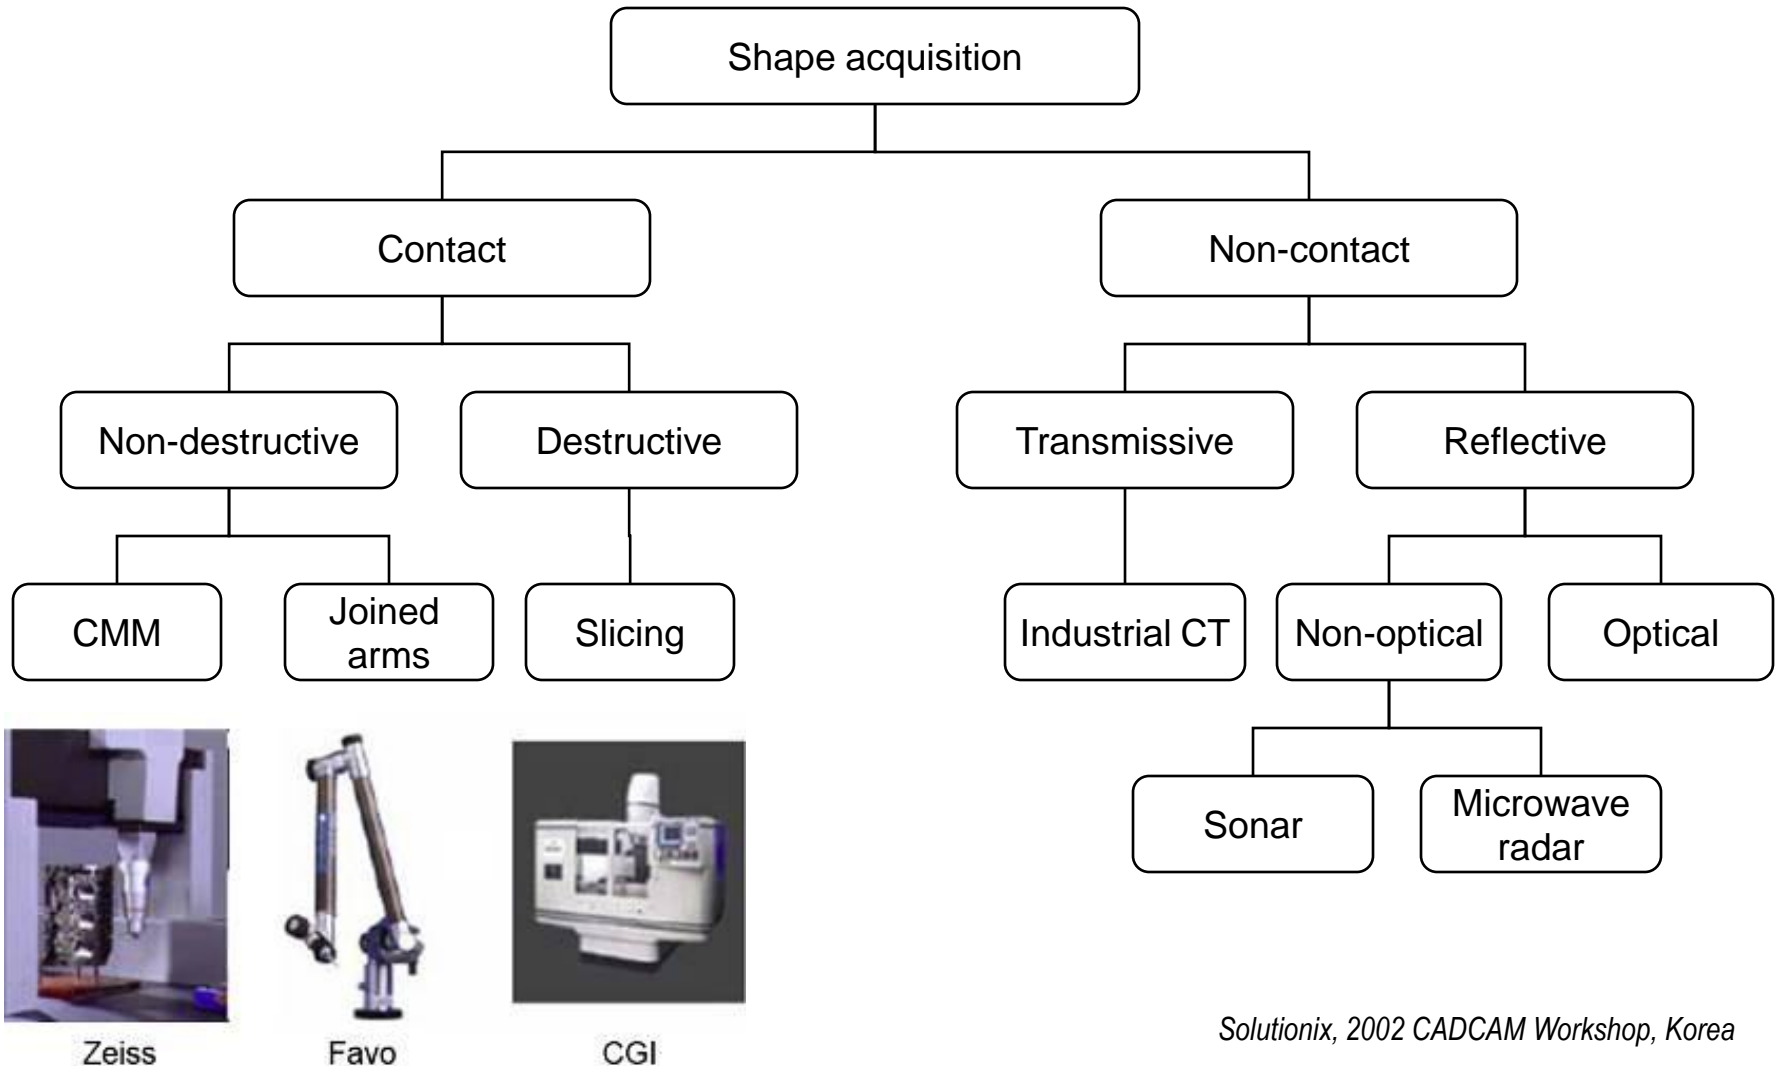 Shape acquisition
Contact
Non-contact
Non-destructive
Destructive
Transmissive
Reflective
CMM
Joined
arms
Slicing
Industrial CT
Non-optical
Optical
Sonar
Microwave
radar
Zeiss
Favo
CGI
Solutionix, 2002 CADCAM Workshop, Korea